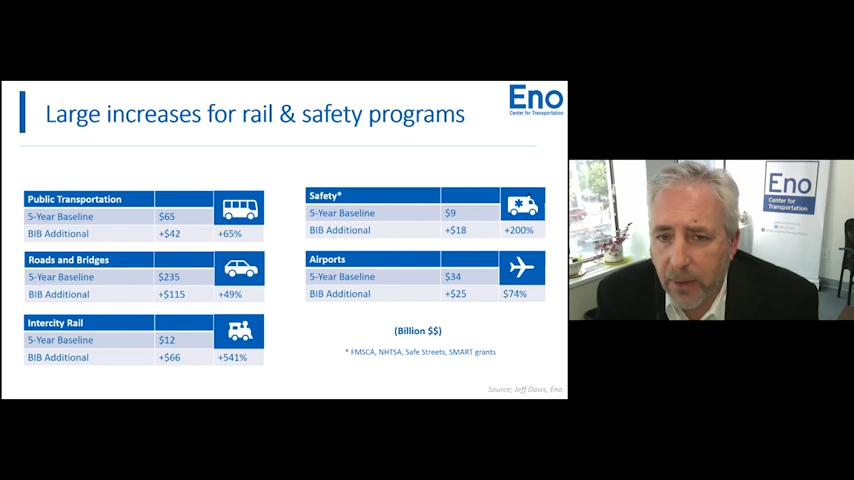 Large increases for rail & safety programs
Eno
Center for Transportation
Public Transportation
5-Year Baseline $65
BIB Additional +$42 +65%
Roads and Bridges
5-Year Baseline $235
BIB Additional +$115 +49%
Intercity Rail
5-Year Baseline $12
BIB Additional +$66 +541%
Safety*
5-Year Baseline $9
BIB Additional +$18 +200%
Airports
5-Year Baseline $34
BIB Additional +$25 $74%
(Billion $$)
* FMSCA, NHTSA, Safe Streets, SMART grants
Source; Jeff Davis, Eno
Eno
Center for
Transportation